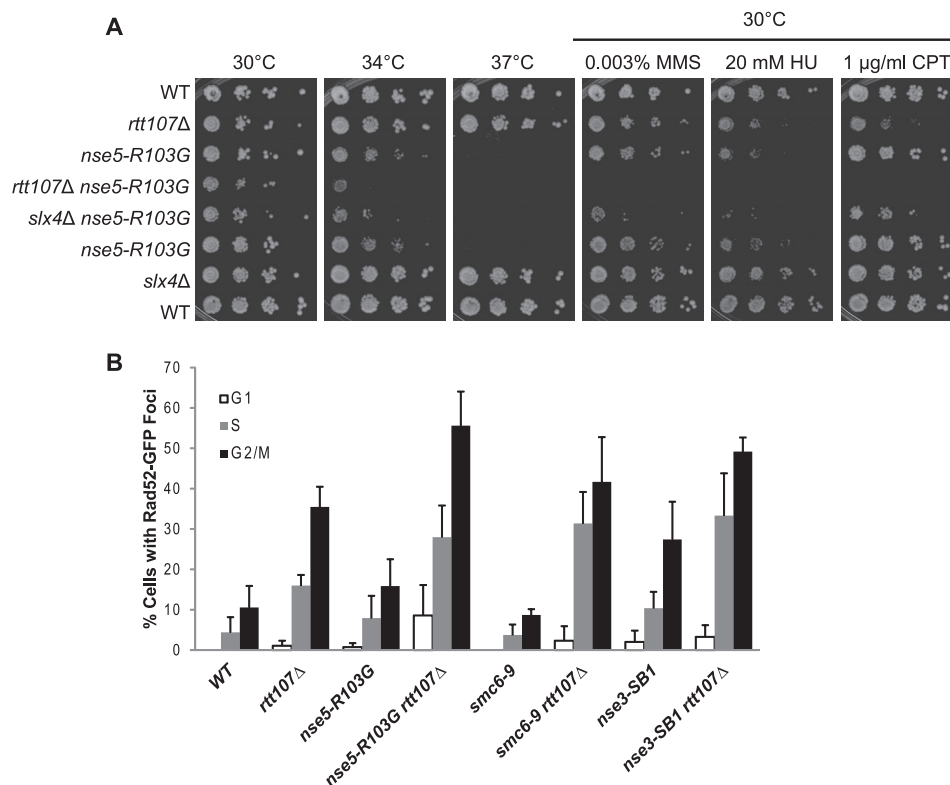 A
30°C
30°C 34°C 37°C 0.003% MMS 20 mM HU 1 µg/ml CPT
WT
rtt107Δ
nse5-R103G
rtt107Δ nse5-R103G
slx4Δ nse5-R103G
nse5-R103G
slx4Δ
WT
B
% Cells with Rad52-GFP Foci
70
60
50
40
30
20
10
0
G1
S
G2/M
WT
rtt107Δ
nse5-R103G
nse5-R103G rtt107Δ
smc6-9
smc6-9 rtt107Δ
nse3-SB1
nse3-SB1 rtt107Δ